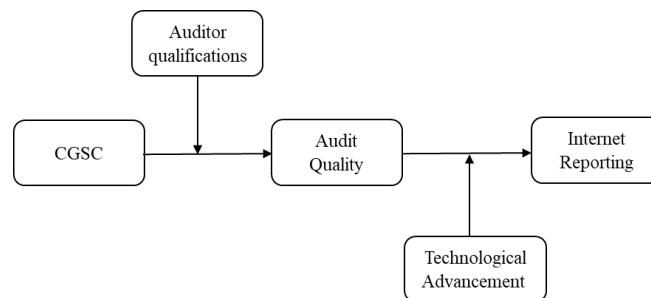 Auditor
qualifications
CGSC
Audit
Quality
Internet
Reporting
Technological
Advancement